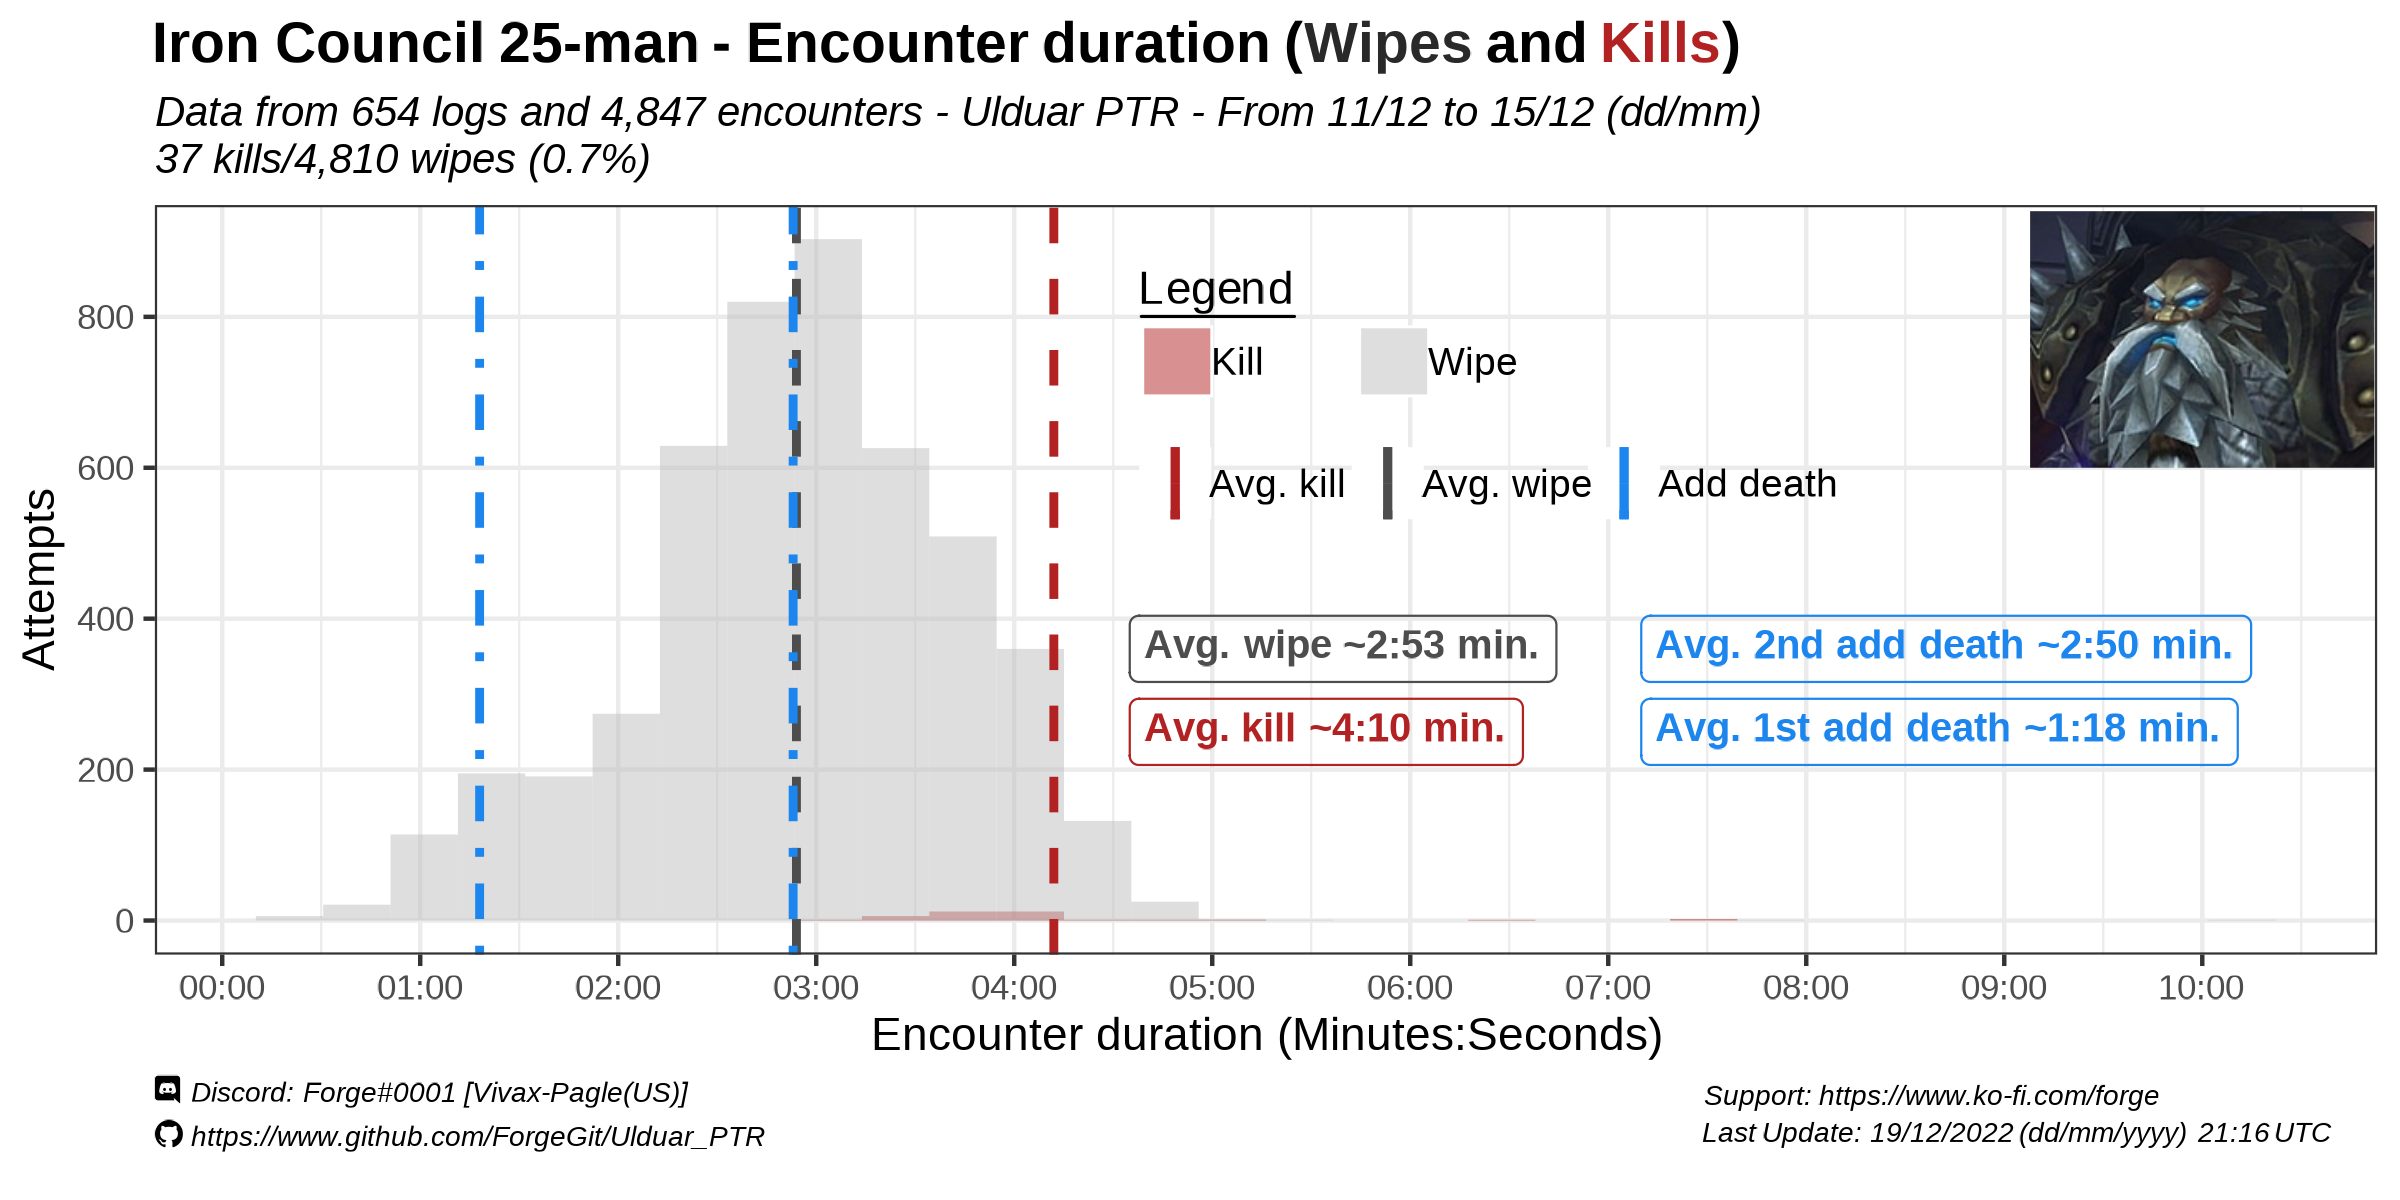 Iron Council 25-man - Encounter duration (Wipes and Kills)
Data from 654 logs and 4,847 encounters - Ulduar PTR - From 11/12 to 15/12 (dd/mm)
37 kills/4,810 wipes (0.7%)
Attempts
800
600
400
200
0
Legend
Kill
Wipe
Avg. kill
Avg. wipe
Add death
Avg. wipe ~2:53 min.
Avg. 2nd add death ~2:50 min.
Avg. kill ~4:10 min.
Avg. 1st add death ~1:18 min.
00:00
01:00
02:00
03:00
04:00
05:00
06:00
07:00
08:00
09:00
10:00
Encounter duration (Minutes:Seconds)
Discord: Forge#0001 [Vivax-Pagle(US)]
https://www.github.com/ForgeGit/Ulduar_PTR
Support: https://www.ko-fi.com/forge
Last Update: 19/12/2022 (dd/mm/yyyy) 21:16 UTC